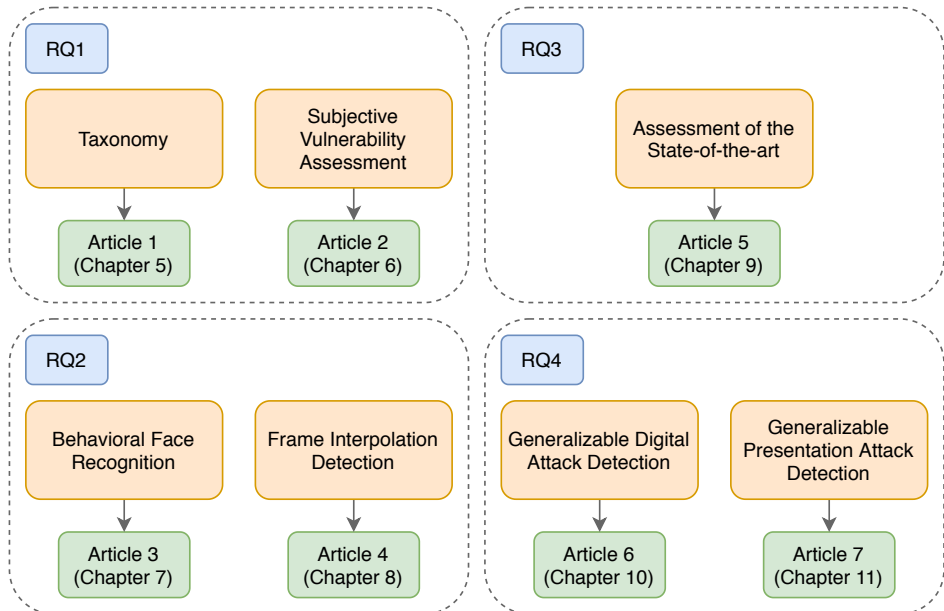 RQ1
Taxonomy
Subjective
Vulnerability
Assessment
Article 1
(Chapter 5)
Article 2
(Chapter 6)
RQ3
Assessment of the
State-of-the-art
Article 5
(Chapter 9)
RQ2
Behavioral Face
Recognition
Frame Interpolation
Detection
Article 3
(Chapter 7)
Article 4
(Chapter 8)
RQ4
Generalizable Digital
Attack Detection
Generalizable
Presentation Attack
Detection
Article 6
(Chapter 10)
Article 7
(Chapter 11)